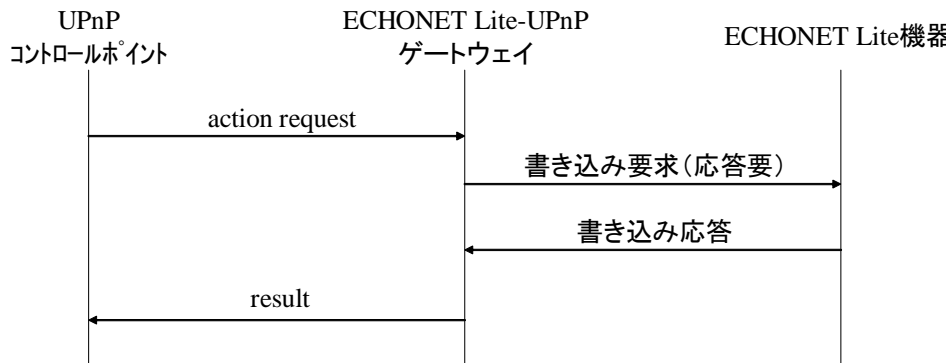 UPnP
コントロールポイント
ECHONET Lite-UPnP
ゲートウェイ
ECHONET Lite機器
action request
書き込み要求（応答要）
書き込み応答
result